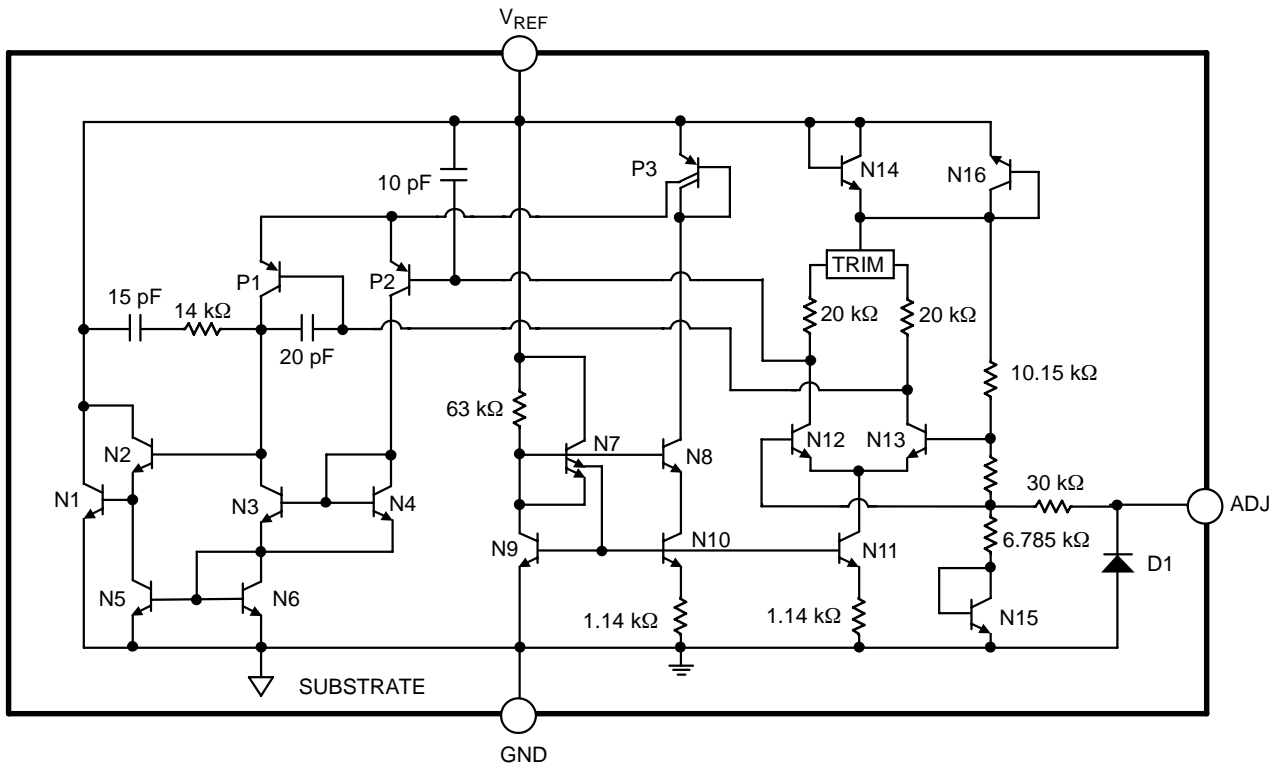 VREF
P3
N14
N16
10 pF
TRIM
P1
P2
15 pF
14 kΩ
20 kΩ
20 kΩ
20 pF
10.15 kΩ
63 kΩ
N7
N2
N8
N12
N13
30 kΩ
N1
N3
N4
ADJ
N9
N10
N11
6.785 kΩ
D1
N5
N6
1.14 kΩ
1.14 kΩ
N15
SUBSTRATE
GND